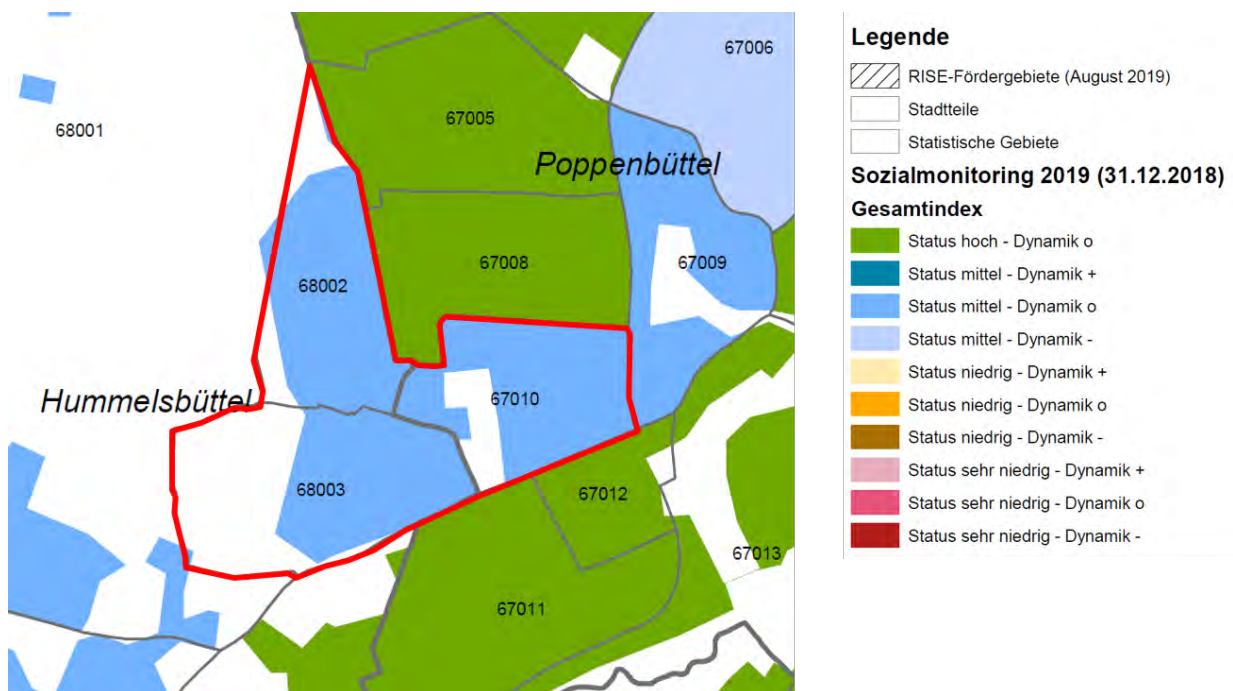 67006
68001
67005
Poppenbüttel
67008
67009
68002
Hummelsbüttel
67010
68003
67012
67013
67011
Legende
RISE-Fördergebiete (August 2019)
Stadtteile
Statistische Gebiete
Sozialmonitoring 2019 (31.12.2018)
Gesamtindex
Status hoch - Dynamik o
Status mittel - Dynamik +
Status mittel - Dynamik o
Status mittel - Dynamik -
Status niedrig - Dynamik +
Status niedrig - Dynamik o
Status niedrig - Dynamik -
Status sehr niedrig - Dynamik +
Status sehr niedrig - Dynamik o
Status sehr niedrig - Dynamik -